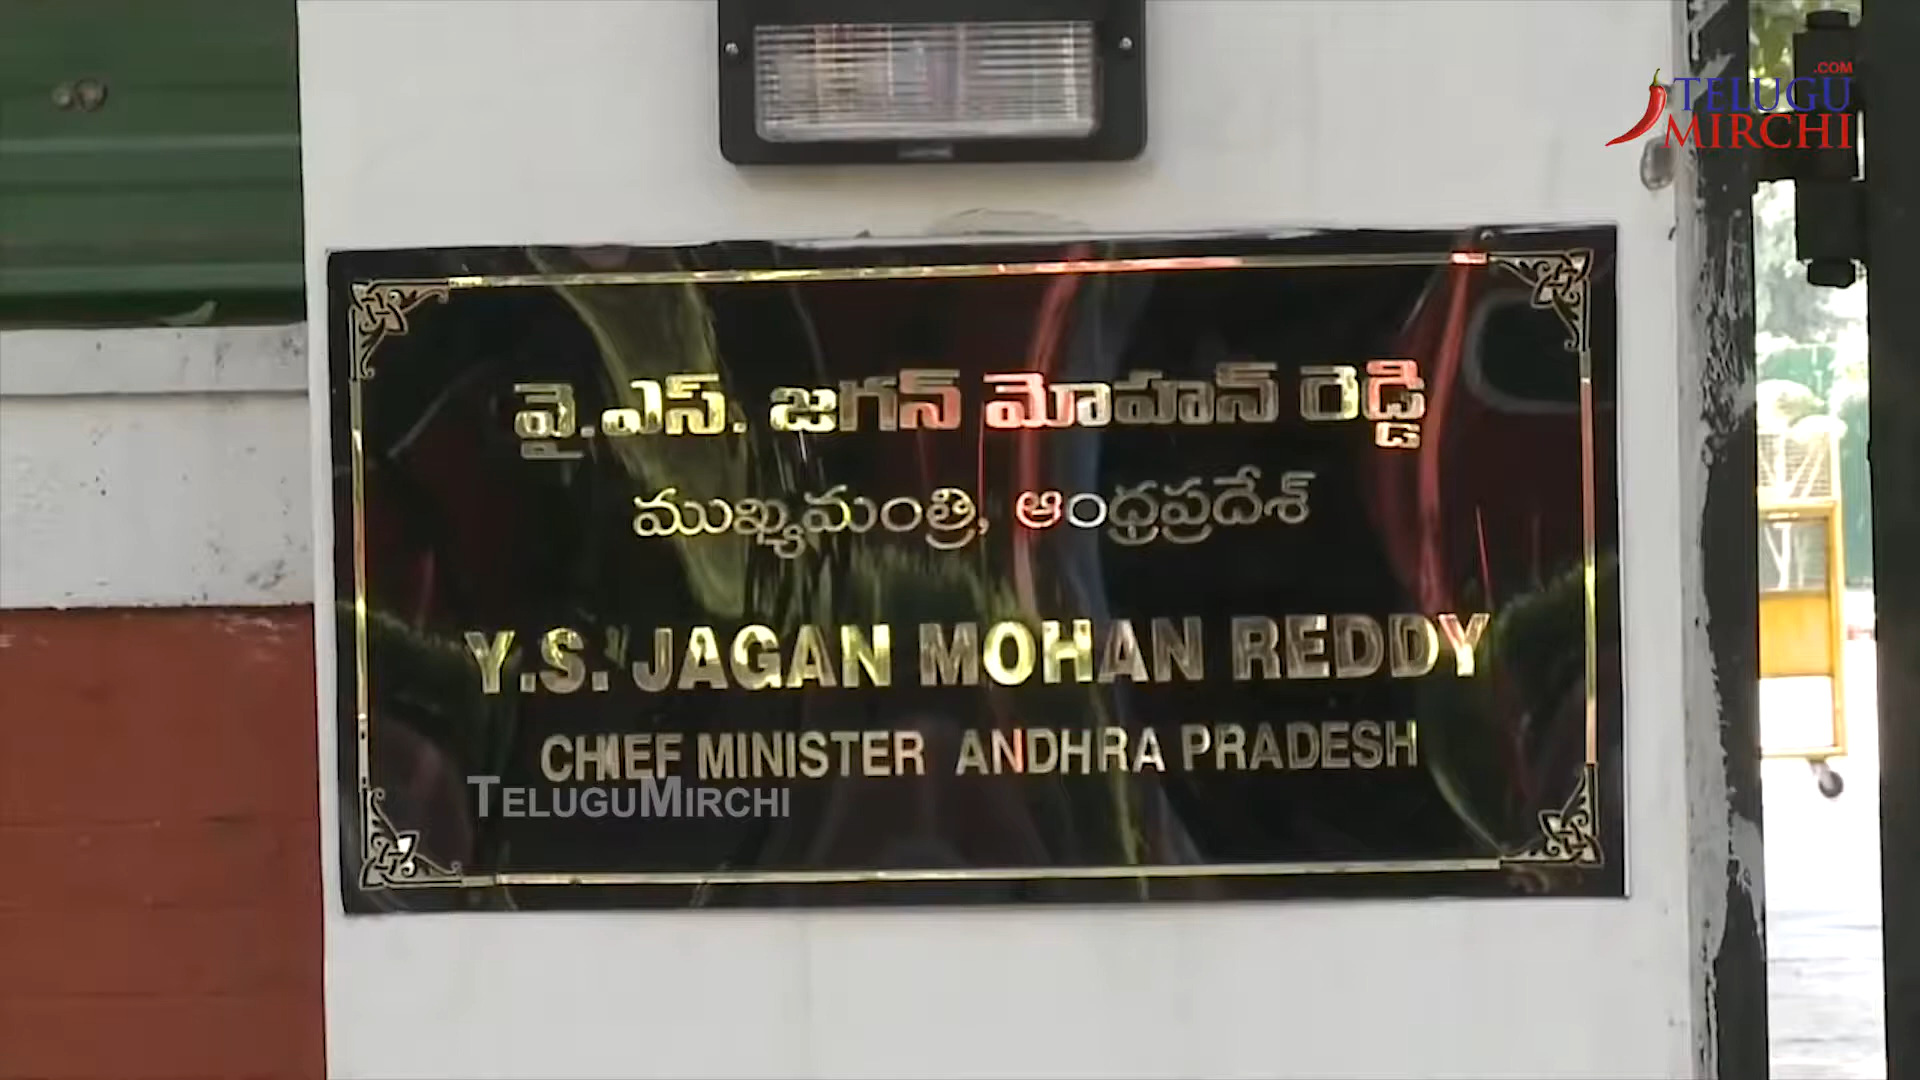 .COM
TELUGU
MIRCHI
వై.ఎస్. జగన్ మోహన్ రెడ్డి
ముఖ్యమంత్రి, ఆంధ్రప్రదేశ్
Y.S. JAGAN MOHAN REDDY
CHIEF MINISTER ANDHRA PRADESH
TELUGUMIRCHI